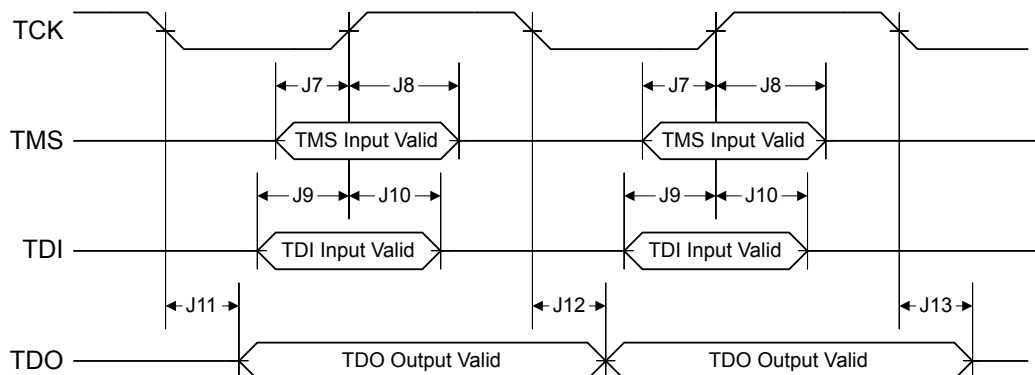 TCK
J7 J8 J7 J8
TMS TMS Input Valid TMS Input Valid
J9 J10 J9 J10
TDI TDI Input Valid TDI Input Valid
J11 J12 J13
TDO TDO Output Valid TDO Output Valid